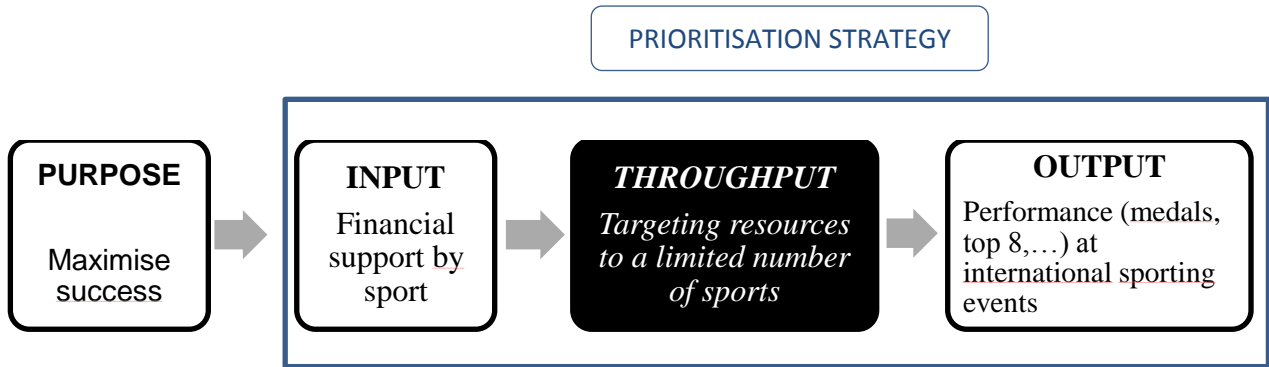 PRIORITISATION STRATEGY
PURPOSE
Maximise
success
INPUT
Financial
support by
sport
THROUGHPUT
Targeting resources
to a limited number
of sports
OUTPUT
Performance (medals,
top 8,…) at
international sporting
events